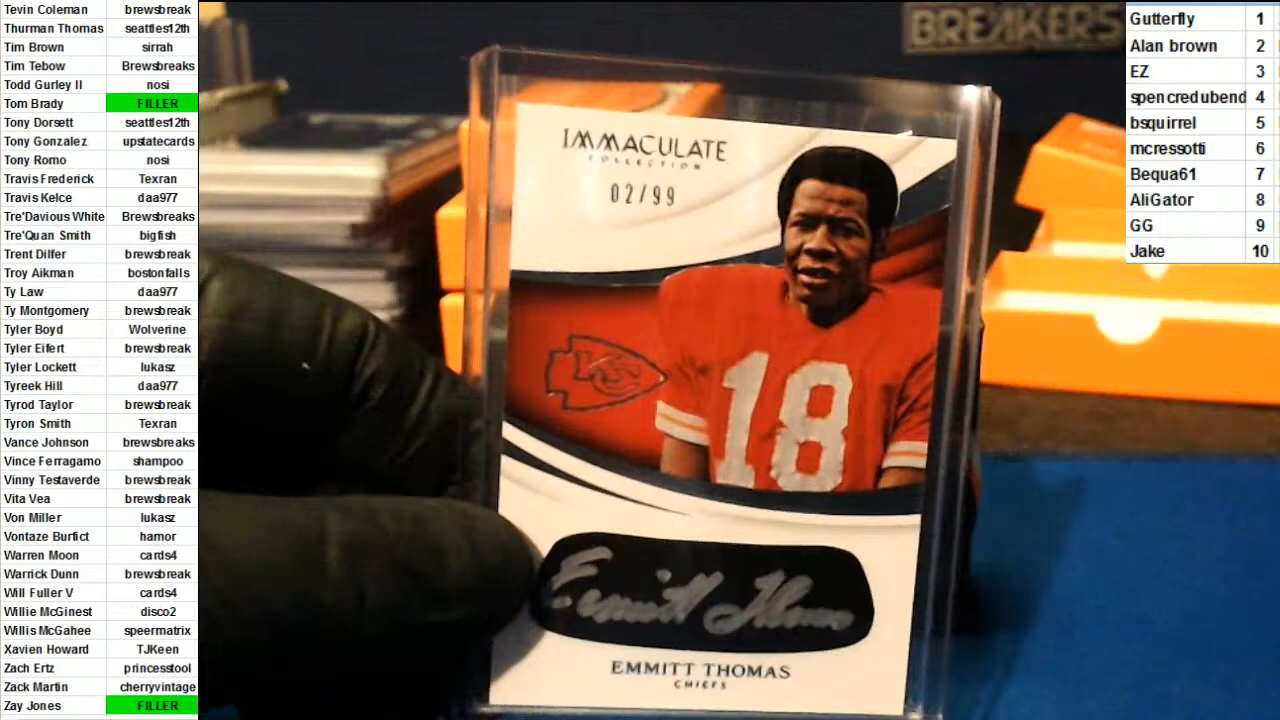 Tevin Coleman brewsbreak
Thurman Thomas seattles12th
Tim Brown sirrah
Tim Tebow Brewsbreaks
Todd Gurley II nosi
Tom Brady FILLER
Tony Dorsett seattles12th
Tony Gonzalez upstatecards
Tony Romo nosi
Travis Frederick Texran
Travis Kelce daa977
Tre'Davious White Brewsbreaks
Tre'Quan Smith bigfish
Trent Dilfer brewsbreak
Troy Aikman bostonfalls
Ty Law daa977
Ty Montgomery brewsbreak
Tyler Boyd Wolverine
Tyler Eifert brewsbreak
Tyler Lockett lukasz
Tyreek Hill daa977
Tyrod Taylor brewsbreak
Tyron Smith Texran
Vance Johnson brewsbreaks
Vince Ferragamo shampoo
Vinny Testaverde brewsbreak
Vita Vea brewsbreak
Von Miller lukasz
Vontaze Burfict hamor
Warren Moon cards4
Warrick Dunn brewsbreak
Will Fuller V cards4
Willie McGinest disco2
Willis McGahee speermatrix
Xavien Howard TJKeen
Zach Ertz princesstool
Zack Martin cherryvintage
Zay Jones FILLER
BREAKERS
IMMACULATE
COLLECTION
02/99
KC
18
Emmitt Thomas
EMMITT THOMAS
CHIEFS
Gutterfly 1
Alan brown 2
EZ 3
spencredubend 4
bsquirrel 5
mcressotti 6
Bequa61 7
AliGator 8
GG 9
Jake 10